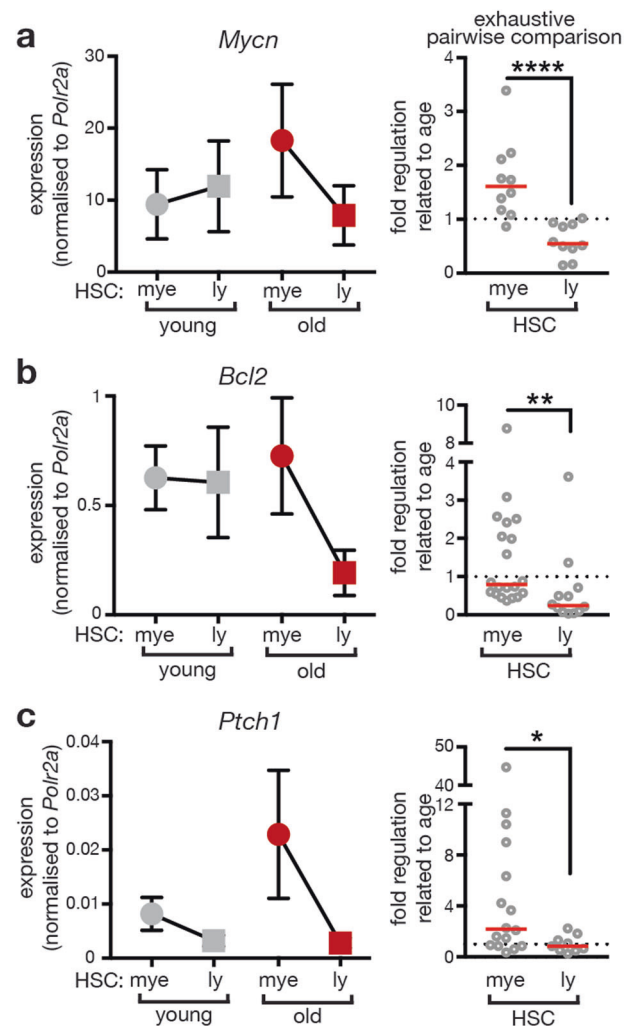 a
Mycn
exhaustive
pairwise comparison
expression
(normalised to Polr2a)
30
20
10
0
HSC: mye ly mye ly
young old
fold regulation
related to age
4
3
2
1
0
****
mye ly
HSC
b
Bcl2
expression
(normalised to Polr2a)
1
0.5
0
HSC: mye ly mye ly
young old
fold regulation
related to age
10
8
4
3
2
1
0
**
mye ly
HSC
c
Ptch1
expression
(normalised to Polr2a)
0.04
0.03
0.02
0.01
0
HSC: mye ly mye ly
young old
fold regulation
related to age
50
40
12
8
4
0
*
mye ly
HSC